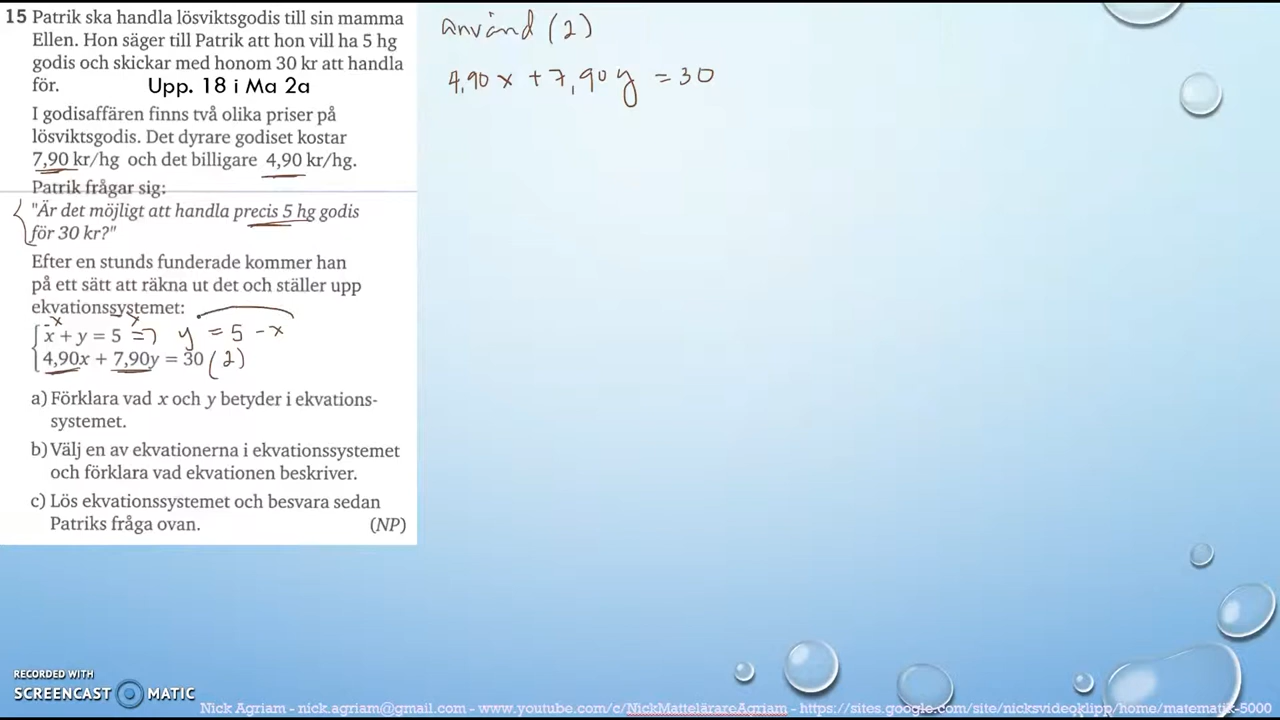 15 Patrik ska handla lösviktsgodis till sin mamma
Ellen. Hon säger till Patrik att hon vill ha 5 hg
godis och skickar med honom 30 kr att handla
för.
Upp. 18 i Ma 2a
I godisaffären finns två olika priser på
lösviktsgodis. Det dyrare godiset kostar
7,90 kr/hg och det billigare 4,90 kr/hg.
Patrik frågar sig:
"Är det möjligt att handla precis 5 hg godis
för 30 kr?"
Efter en stunds funderade kommer han
på ett sätt att räkna ut det och ställer upp
ekvationssystemet:
-x -x
x + y = 5 => y = 5 - x
4,90x + 7,90y = 30 (2)
a) Förklara vad x och y betyder i ekvations-
systemet.
b) Välj en av ekvationerna i ekvationssystemet
och förklara vad ekvationen beskriver.
c) Lös ekvationssystemet och besvara sedan
Patriks fråga ovan. (NP)
använd (2)
4,90 x + 7,90 y = 30
RECORDED WITH
SCREENCAST MATIC
Nick Agriam - nick.agriam@gmail.com - www.youtube.com/c/NickMattelärareAgriam - https://sites.google.com/site/nicksvideoklipp/home/matematik-5000